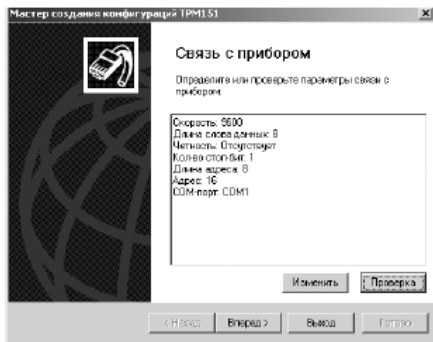 Мастер создания конфигураций ТРМ151
Связь с прибором
Определите или проверьте параметры связи с
прибором
Скорость: 9600
Длина слова данных: 8
Четность: Отсутствует
Кол-во стоп-бит: 1
Длина адреса: 8
Адрес: 16
COM-порт: COM1
Изменить
Проверка
< Назад
Вперед >
Выход
Готово